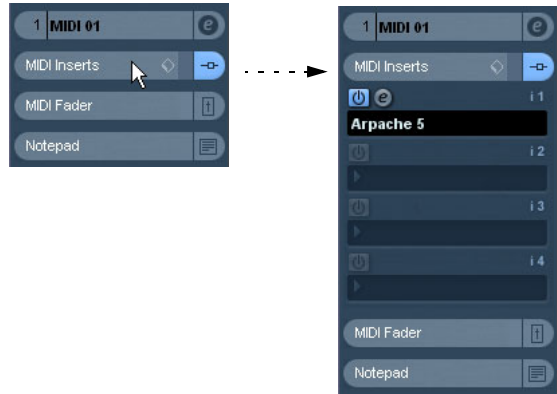 1 MIDI 01 e
MIDI Inserts
MIDI Fader
Notepad
1 MIDI 01 e
MIDI Inserts
e i 1
Arpache 5
i 2
i 3
i 4
MIDI Fader
Notepad